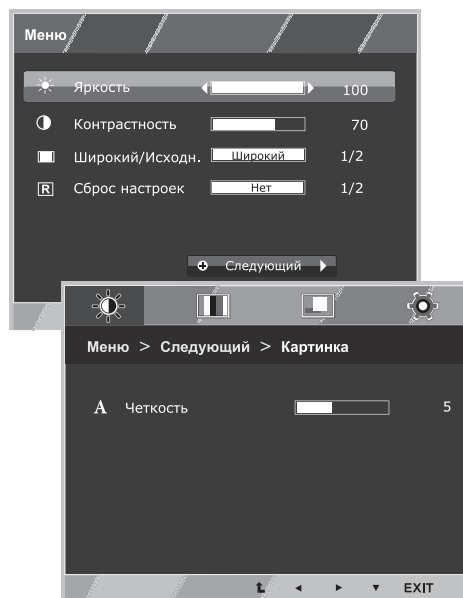 Меню
Яркость 100
Контрастность 70
Широкий/Исходн. Широкий 1/2
R Сброс настроек Нет 1/2
Следующий
Меню > Следующий > Картинка
A Четкость 5
EXIT